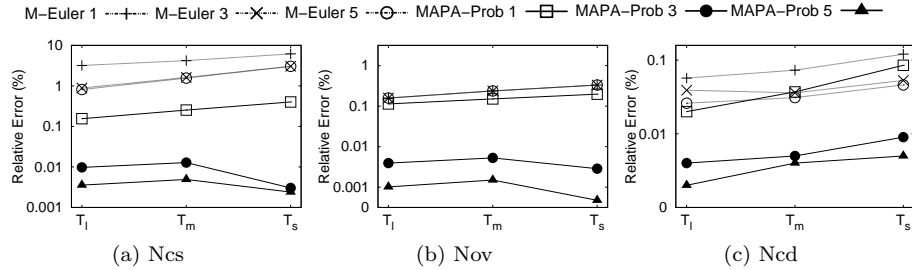 M-Euler 1 M-Euler 3 M-Euler 5 MAPA-Prob 1 MAPA-Prob 3 MAPA-Prob 5
Relative Error (%)
10
1
0.1
0.01
0.001
T_l T_m T_s
(a) Ncs
Relative Error (%)
10
1
0.1
0.01
0.001
0
T_l T_m T_s
(b) Nov
Relative Error (%)
0.1
0.01
0
T_l T_m T_s
(c) Ncd